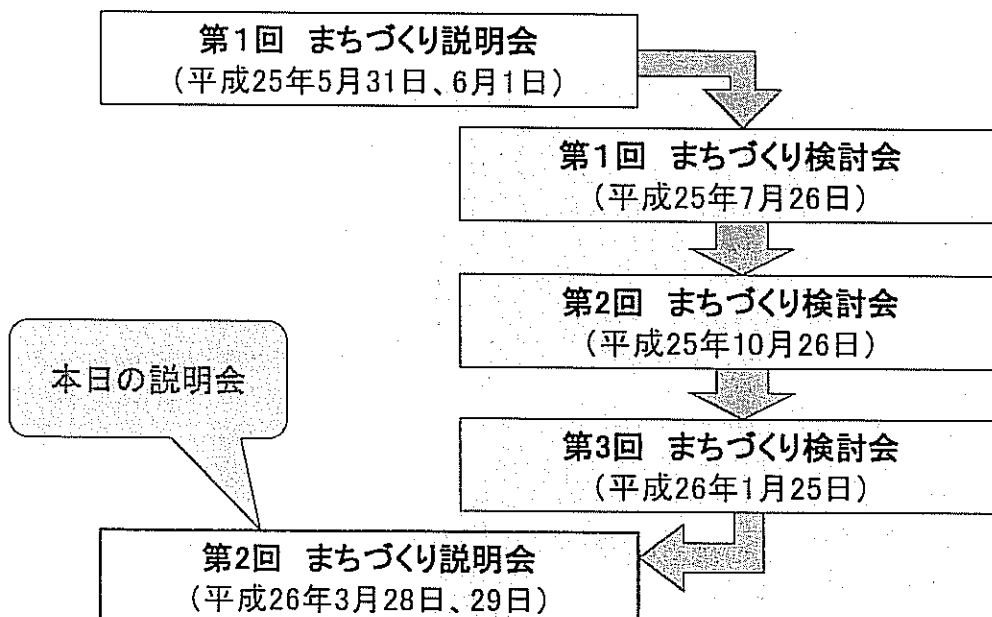 第1回　まちづくり説明会
（平成25年5月31日、6月1日）
第1回　まちづくり検討会
（平成25年7月26日）
第2回　まちづくり検討会
（平成25年10月26日）
第3回　まちづくり検討会
（平成26年1月25日）
本日の説明会
第2回　まちづくり説明会
（平成26年3月28日、29日）